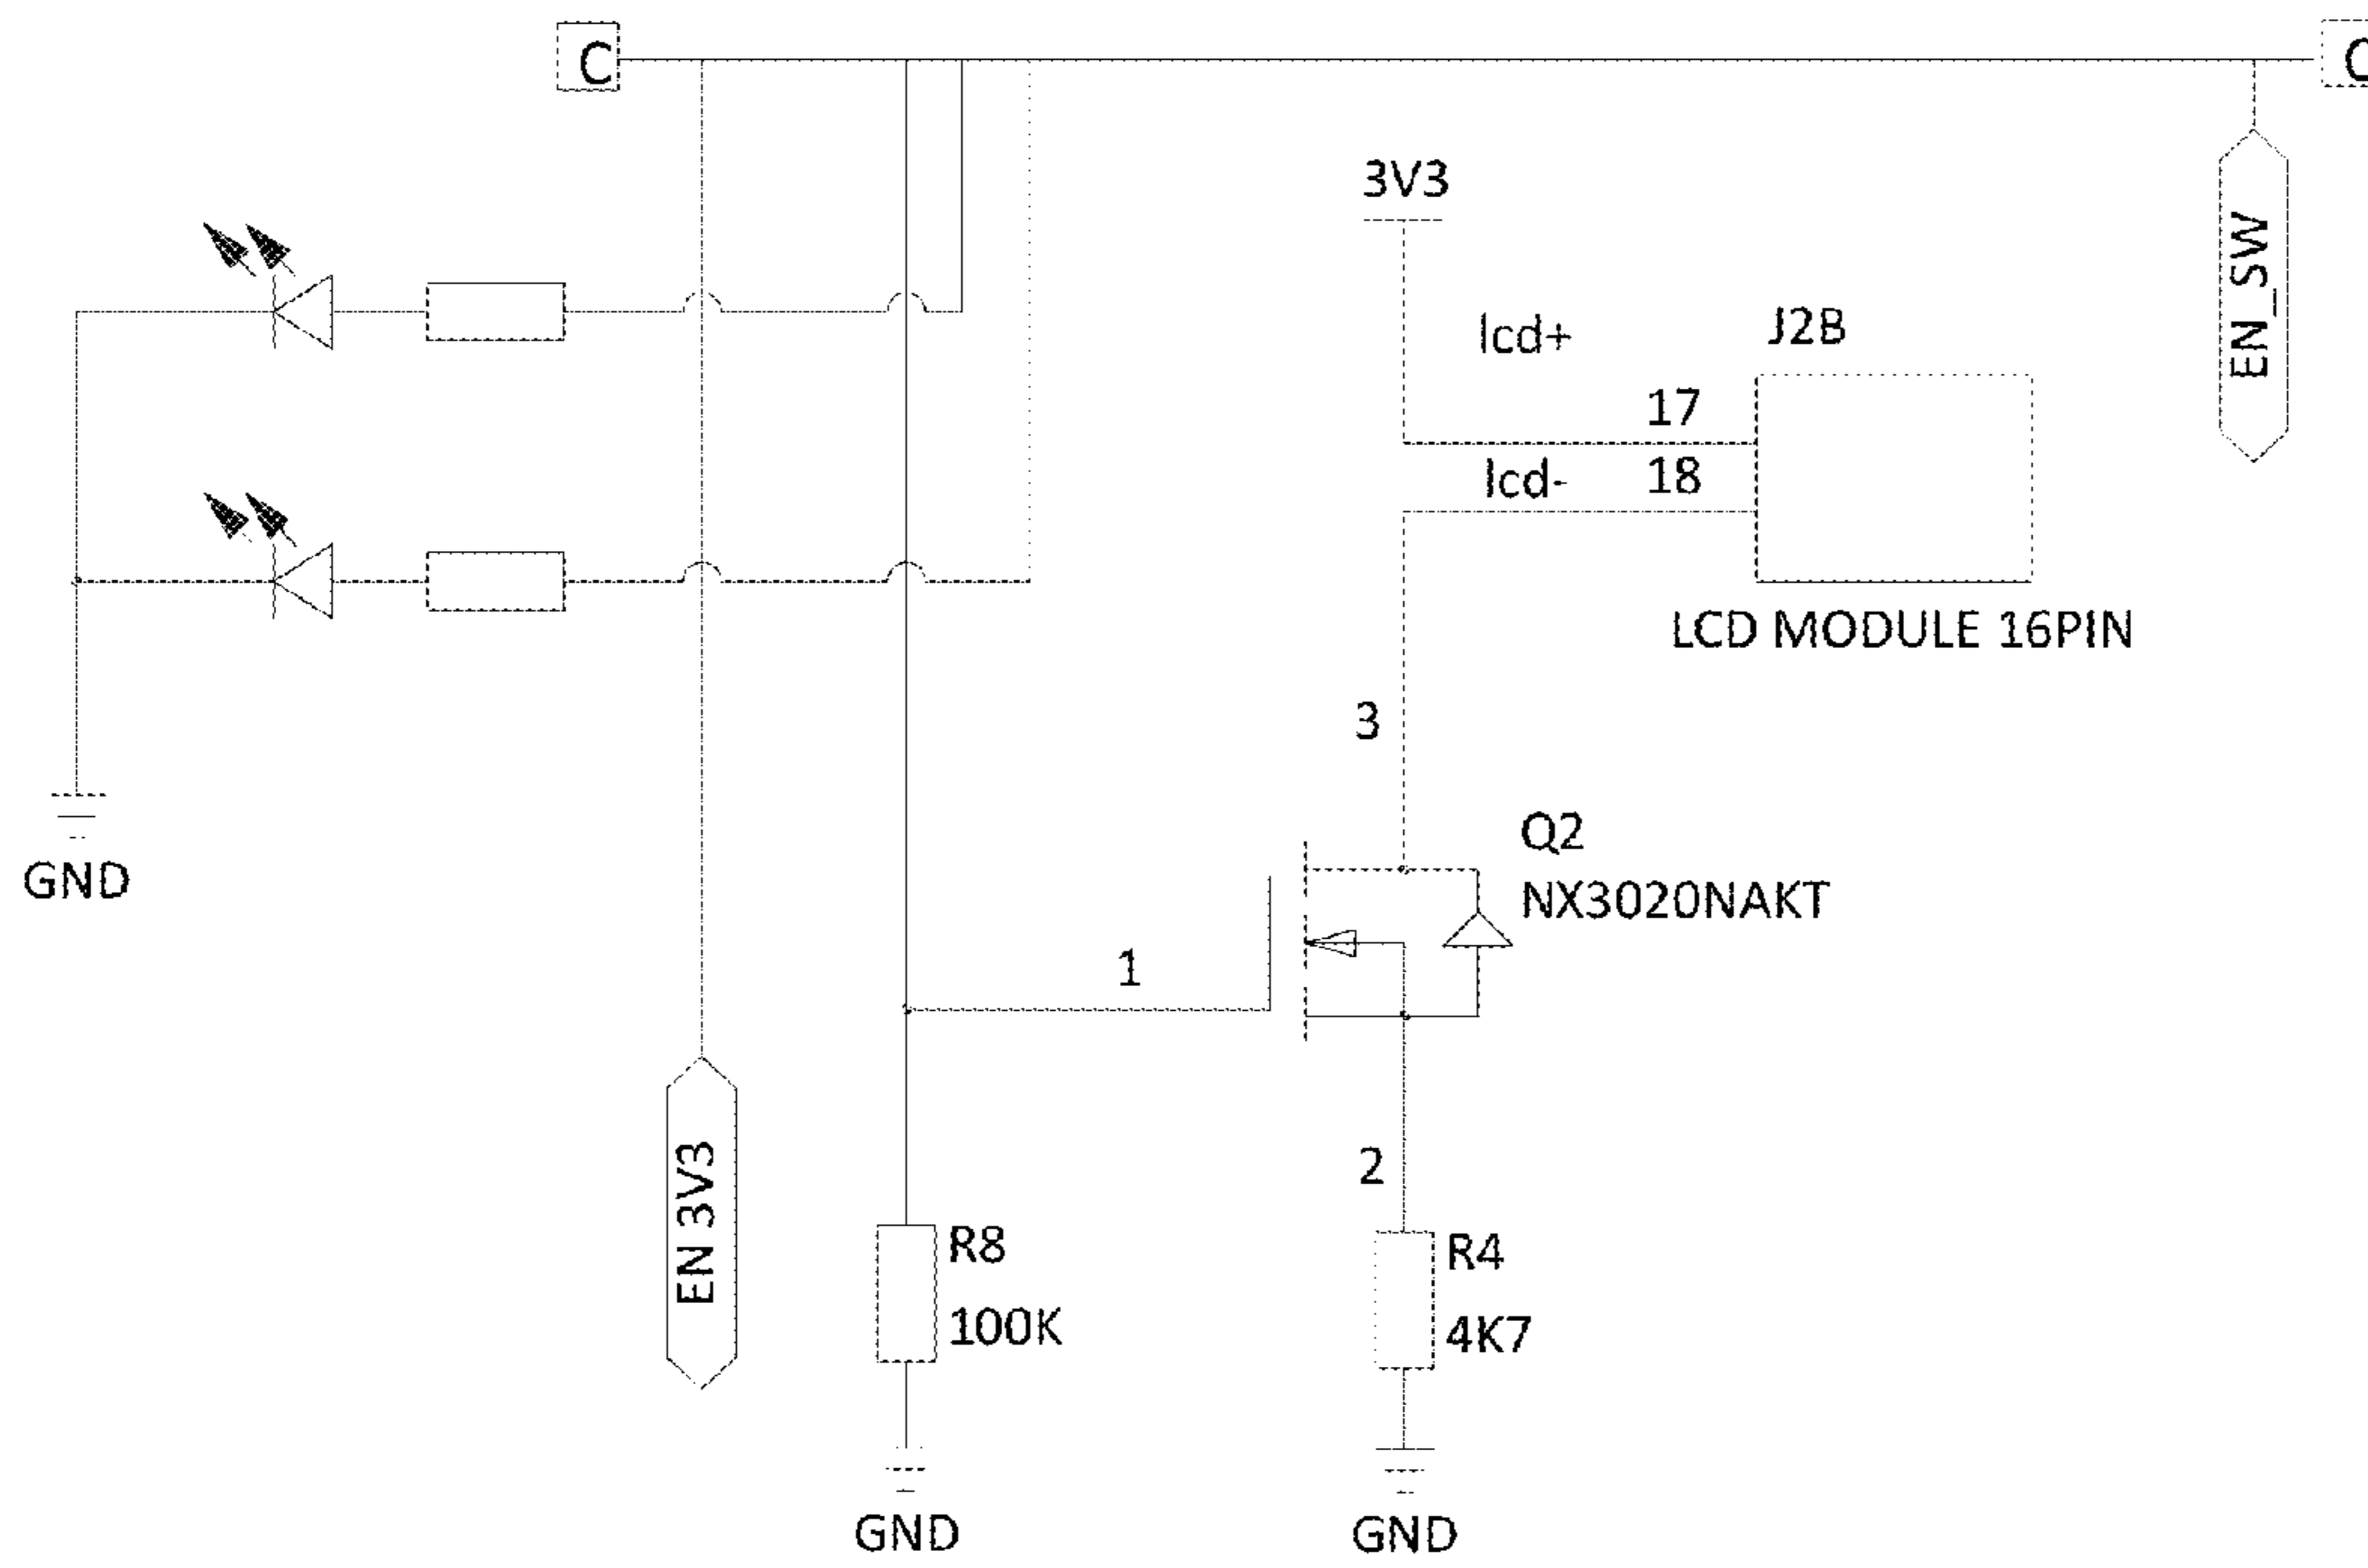 C
C
3V3
EN_SW
lcd+
J2B
17
lcd-
18
LCD MODULE 16PIN
3
Q2
NX3020NAKT
GND
1
2
EN 3V3
R8
100K
R4
4K7
GND
GND